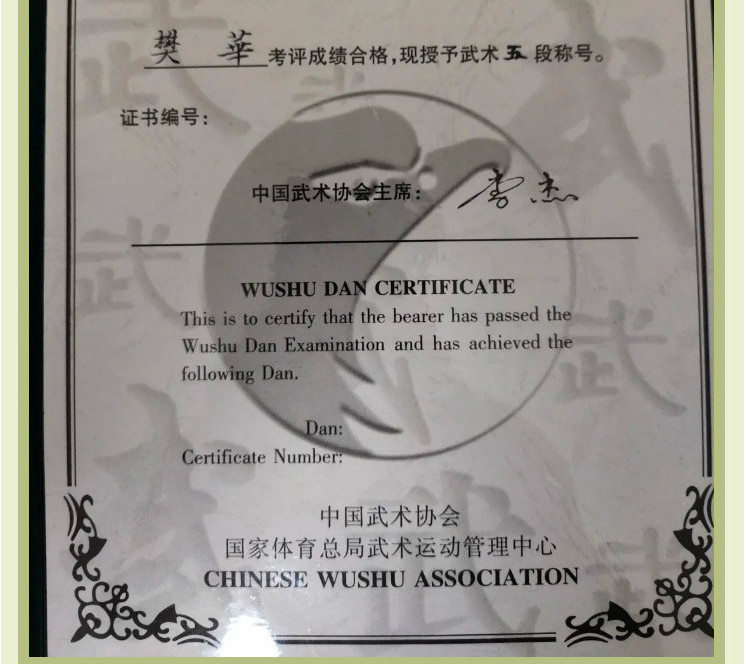 樊 華 考评成绩合格,现授予武术五段称号。
证书编号:
中国武术协会主席: 李杰
WUSHU DAN CERTIFICATE
This is to certify that the bearer has passed the
Wushu Dan Examination and has achieved the
following Dan.
Dan:
Certificate Number:
中国武术协会
国家体育总局武术运动管理中心
CHINESE WUSHU ASSOCIATION